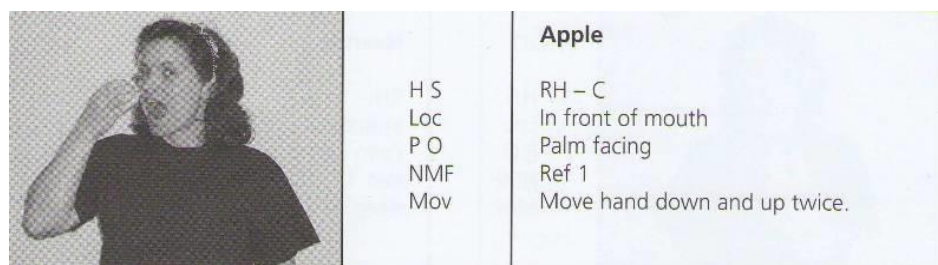 Apple
H S RH – C
Loc In front of mouth
P O Palm facing
NMF Ref 1
Mov Move hand down and up twice.